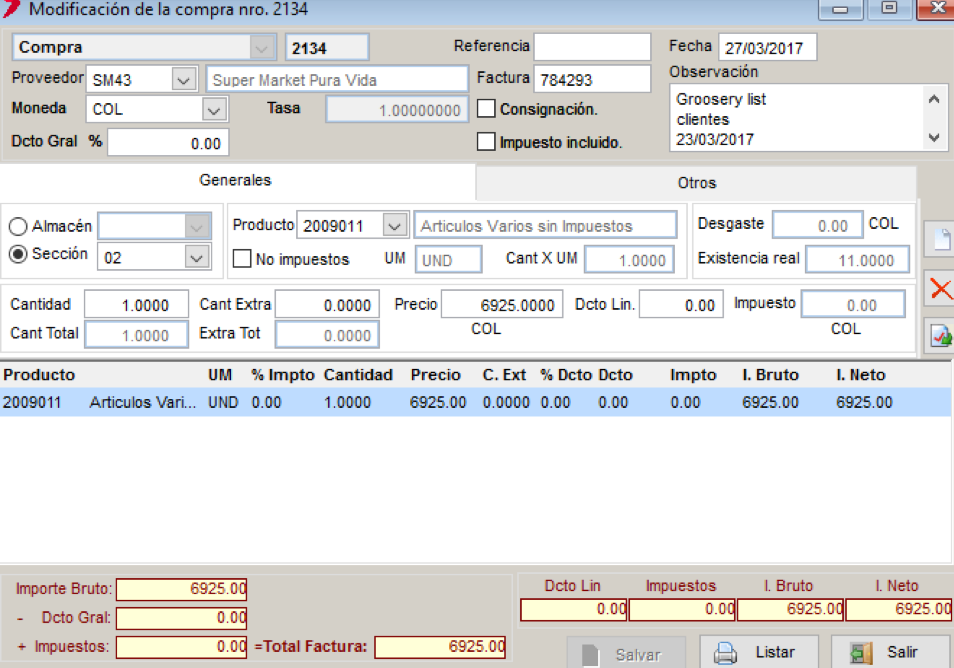 Modificación de la compra nro. 2134
Compra 2134 Referencia Fecha 27/03/2017
Proveedor SM43 Super Market Pura Vida Factura 784293 Observación
Moneda COL Tasa 1.00000000 Consignación. Groosery list
clientes
Dcto Gral % 0.00 Impuesto incluido. 23/03/2017
Generales Otros
Almacén Producto 2009011 Articulos Varios sin Impuestos Desgaste 0.00 COL
Sección 02 No impuestos UM UND Cant X UM 1.0000 Existencia real 11.0000
Cantidad 1.0000 Cant Extra 0.0000 Precio 6925.0000 Dcto Lin. 0.00 Impuesto 0.00
Cant Total 1.0000 Extra Tot 0.0000 COL COL
Producto UM % Impto Cantidad Precio C. Ext % Dcto Dcto Impto I. Bruto I. Neto
2009011 Articulos Vari... UND 0.00 1.0000 6925.00 0.0000 0.00 0.00 0.00 6925.00 6925.00
Importe Bruto: 6925.00 Dcto Lin Impuestos I. Bruto I. Neto
- Dcto Gral: 0.00 0.00 0.00 6925.00 6925.00
+ Impuestos: 0.00 =Total Factura: 6925.00 Salvar Listar Salir